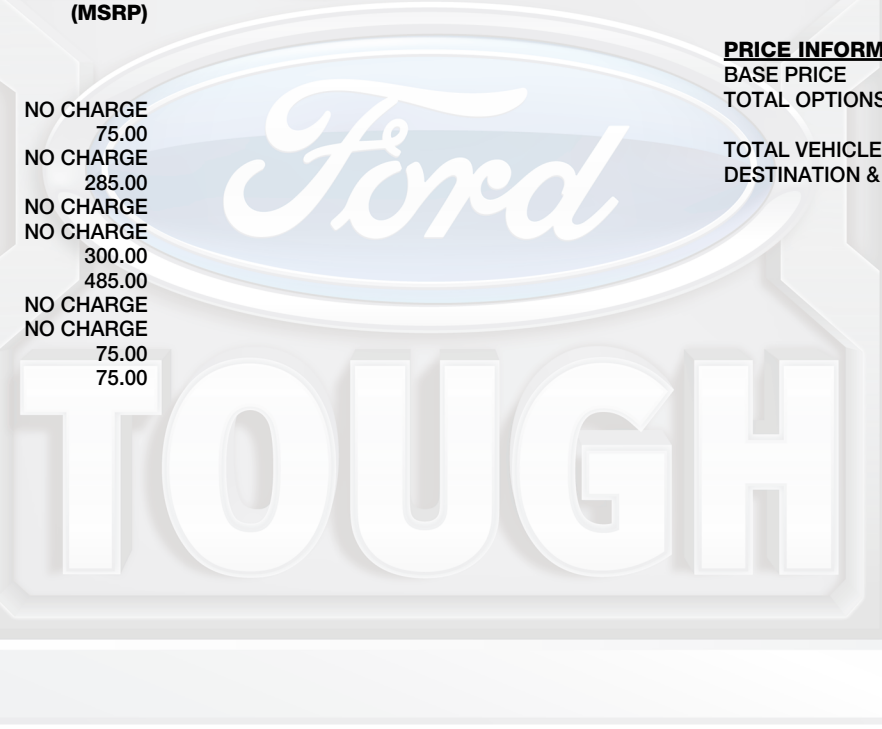 (MSRP)
NO CHARGE
75.00
NO CHARGE
285.00
NO CHARGE
NO CHARGE
300.00
485.00
NO CHARGE
NO CHARGE
75.00
75.00
PRICE INFORM
BASE PRICE
TOTAL OPTIONS
TOTAL VEHICLE
DESTINATION &
Ford
TOUGH